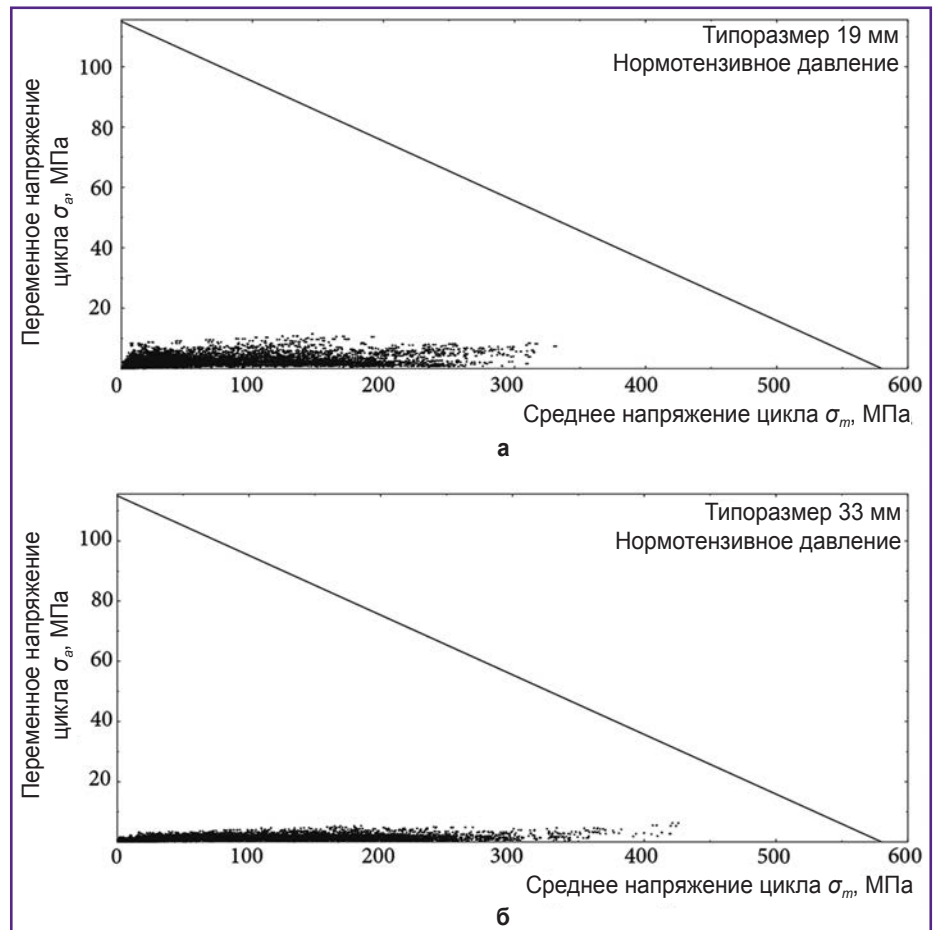 Типоразмер 19 мм
Нормотензивное давление
Переменное напряжение
цикла σa, МПа
100
80
60
40
20
0 100 200 300 400 500 600
Среднее напряжение цикла σm, МПа
а
Типоразмер 33 мм
Нормотензивное давление
Переменное напряжение
цикла σa, МПа
100
80
60
40
20
0 100 200 300 400 500 600
Среднее напряжение цикла σm, МПа
б